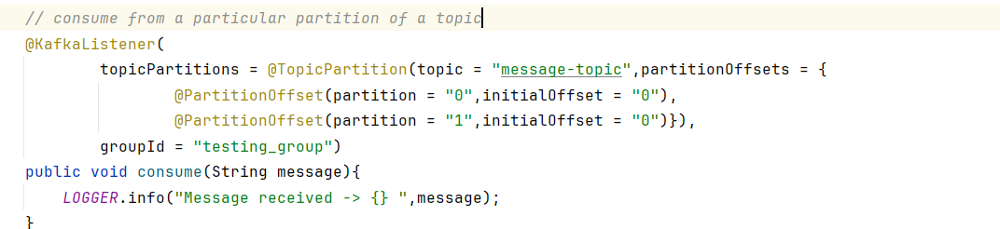 // consume from a particular partition of a topic
@KafkaListener(
topicPartitions = @TopicPartition(topic = "message-topic",partitionOffsets = {
@PartitionOffset(partition = "0",initialOffset = "0"),
@PartitionOffset(partition = "1",initialOffset = "0")}),
groupId = "testing_group")
public void consume(String message){
LOGGER.info("Message received -> {} ",message);
}